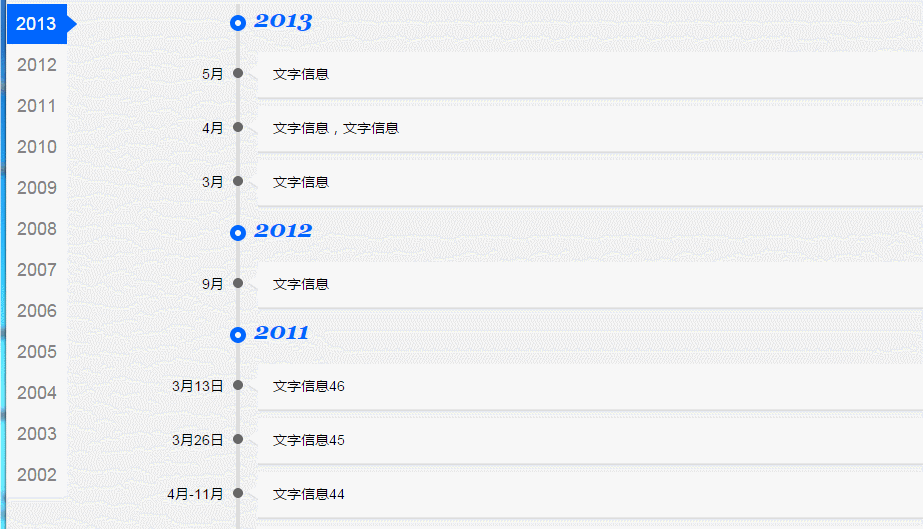 2013
2012
2011
2010
2009
2008
2007
2006
2005
2004
2003
2002
2013
5月 文字信息
4月 文字信息，文字信息
3月 文字信息
2012
9月 文字信息
2011
3月13日 文字信息46
3月26日 文字信息45
4月-11月 文字信息44